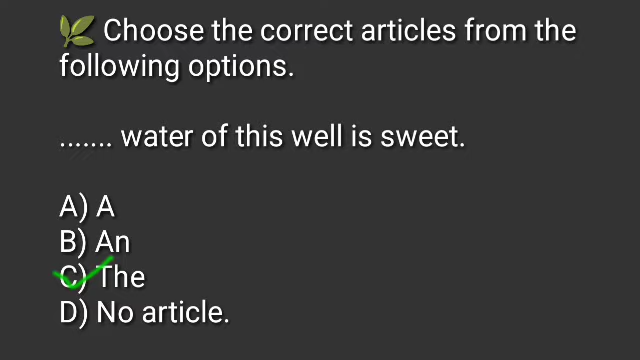 Choose the correct articles from the
following options.
....... water of this well is sweet.
A) A
B) An
C) The
D) No article.